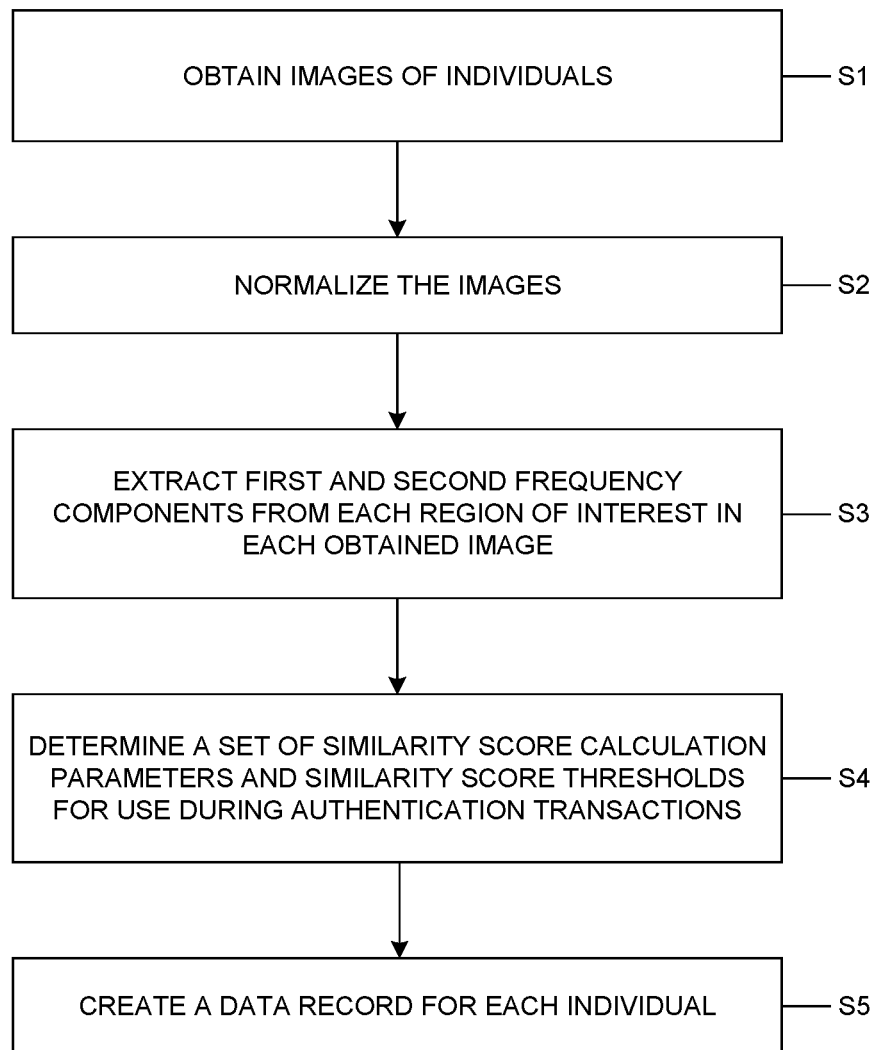 OBTAIN IMAGES OF INDIVIDUALS
S1
NORMALIZE THE IMAGES
S2
EXTRACT FIRST AND SECOND FREQUENCY
COMPONENTS FROM EACH REGION OF INTEREST IN
EACH OBTAINED IMAGE
S3
DETERMINE A SET OF SIMILARITY SCORE CALCULATION
PARAMETERS AND SIMILARITY SCORE THRESHOLDS
FOR USE DURING AUTHENTICATION TRANSACTIONS
S4
CREATE A DATA RECORD FOR EACH INDIVIDUAL
S5